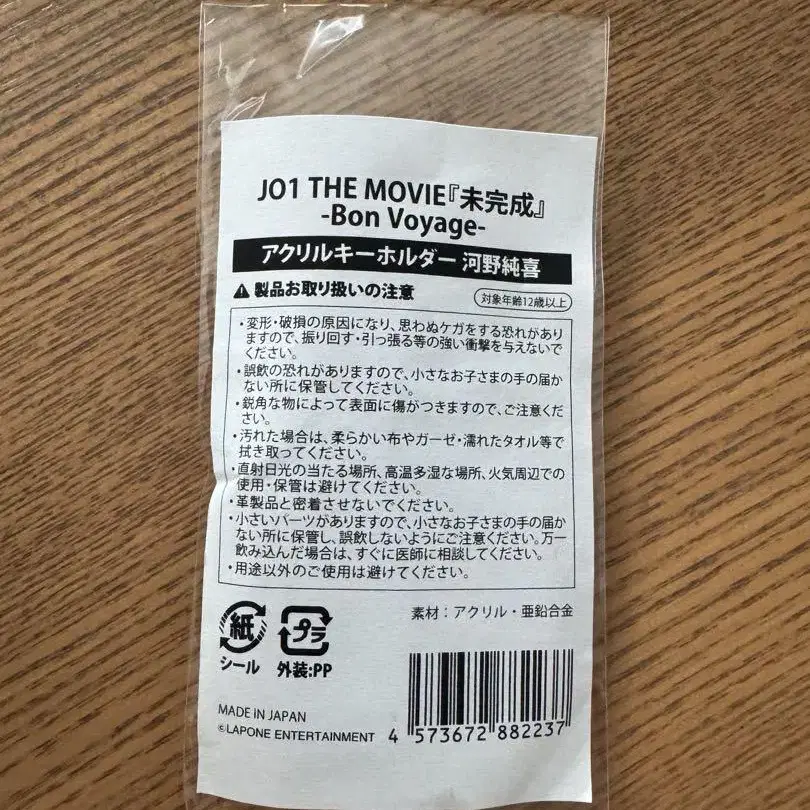 JO1 THE MOVIE『未完成』
-Bon Voyage-
アクリルキーホルダー 河野純喜
製品お取り扱いの注意
対象年齢12歳以上
・変形・破損の原因になり、思わぬケガをする恐れがあり
ますので、振り回す・引っ張る等の強い衝撃を与えないで
ください。
・誤飲の恐れがありますので、小さなお子さまの手の届か
ない所に保管してください。
・鋭角な物によって表面に傷がつきますので、ご注意くだ
さい。
・汚れた場合は、柔らかい布やガーゼ・濡れたタオル等で
拭き取ってください。
・直射日光の当たる場所、高温多湿な場所、火気周辺での
使用・保管は避けてください。
・革製品と密着させないでください。
・小さいパーツがありますので、小さなお子さまの手の届か
ない所に保管し、誤飲しないようにご注意ください。万一
飲み込んだ場合は、すぐに医師に相談してください。
・用途以外のご使用は避けてください。
素材：アクリル・亜鉛合金
紙
シール
プラ
外装:PP
MADE iN JAPAN
©LAPONE ENTERTAINMENT
4 573672 882237